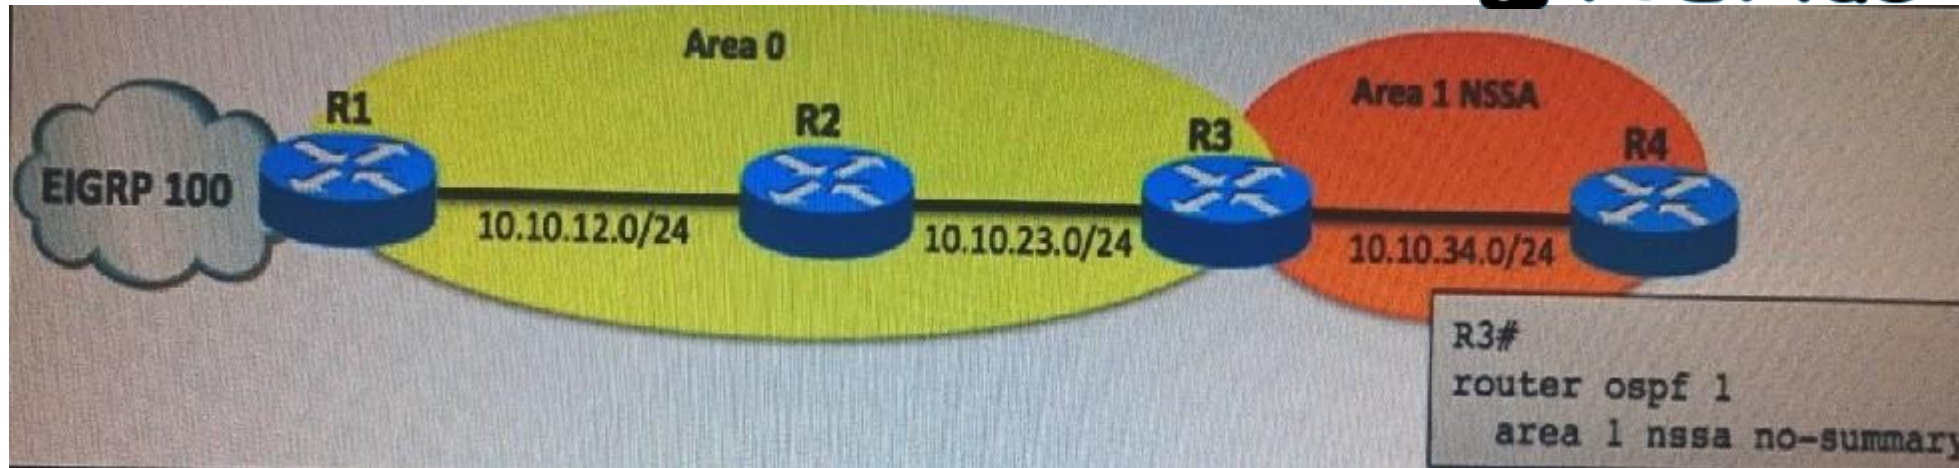 Area 0
Area 1 NSSA
R1
R2
R3
R4
EIGRP 100
10.10.12.0/24
10.10.23.0/24
10.10.34.0/24
R3#
router ospf 1
area 1 nssa no-summary